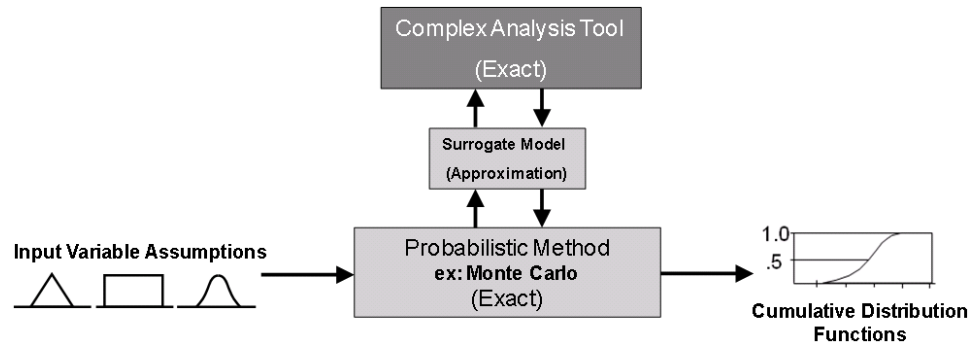 Complex Analysis Tool
(Exact)
Surrogate Model
(Approximation)
Input Variable Assumptions
Probabilistic Method
ex: Monte Carlo
(Exact)
1.0
.5
Cumulative Distribution
Functions